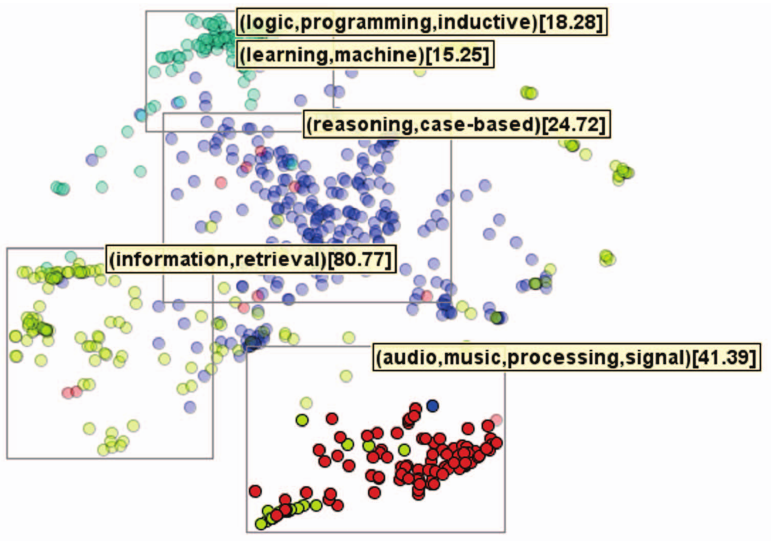 (logic,programming,inductive)[18.28]
(learning,machine)[15.25]
(reasoning,case-based)[24.72]
(information,retrieval)[80.77]
(audio,music,processing,signal)[41.39]